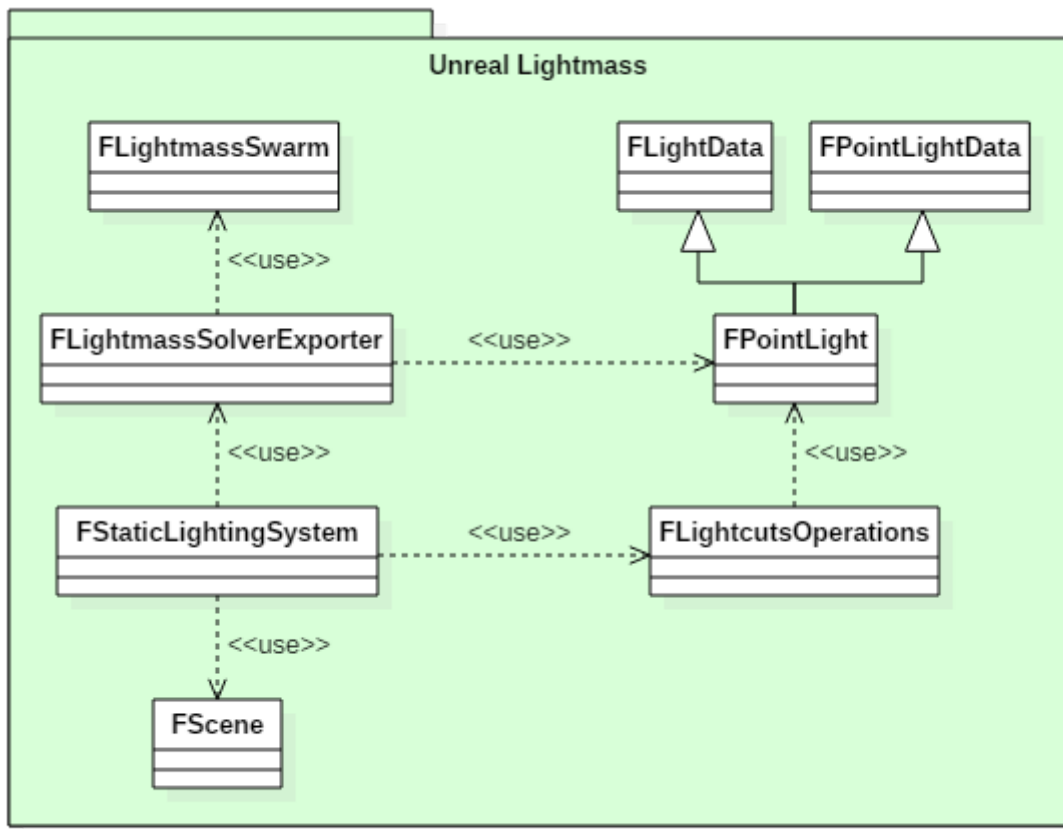 Unreal Lightmass
FLightmassSwarm
FLightData
FPointLightData
<<use>>
FLightmassSolverExporter
<<use>>
FPointLight
<<use>>
<<use>>
FStaticLightingSystem
<<use>>
FLightcutsOperations
<<use>>
FScene